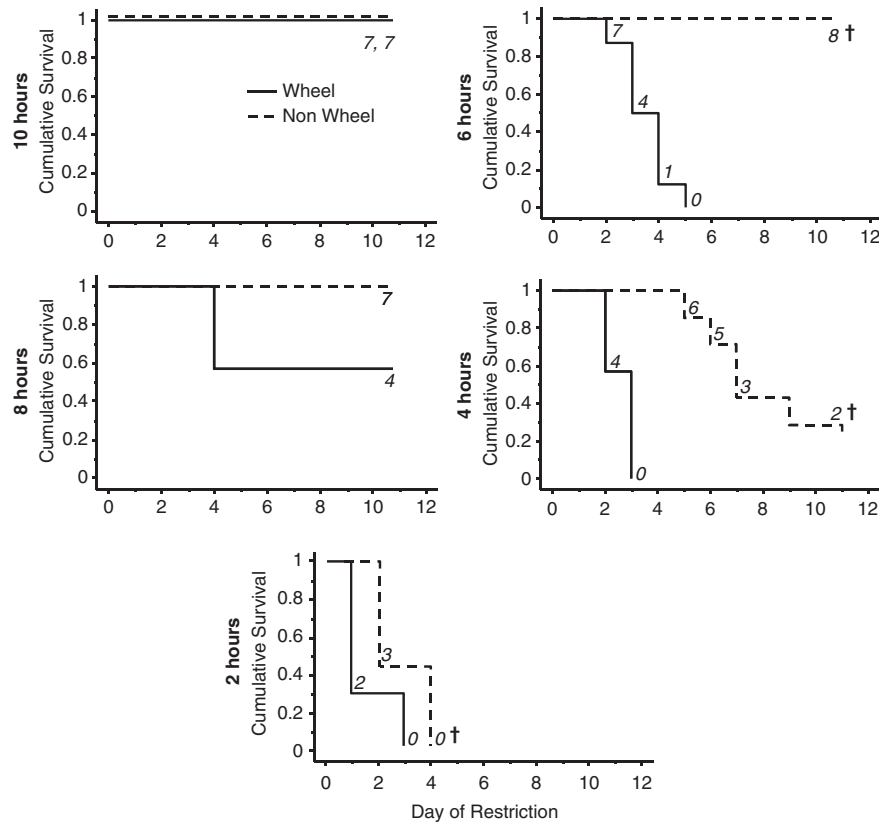 10 hours
Cumulative Survival
1
0.8
0.6
0.4
0.2
0
0 2 4 6 8 10 12
7, 7
Wheel
Non Wheel
6 hours
Cumulative Survival
1
0.8
0.6
0.4
0.2
0
0 2 4 6 8 10 12
7
4
1
0
8 †
8 hours
Cumulative Survival
1
0.8
0.6
0.4
0.2
0
0 2 4 6 8 10 12
7
4
4 hours
Cumulative Survival
1
0.8
0.6
0.4
0.2
0
0 2 4 6 8 10 12
4
0
6
5
3
2 †
2 hours
Cumulative Survival
1
0.8
0.6
0.4
0.2
0
0 2 4 6 8 10 12
3
2
0
0 †
Day of Restriction